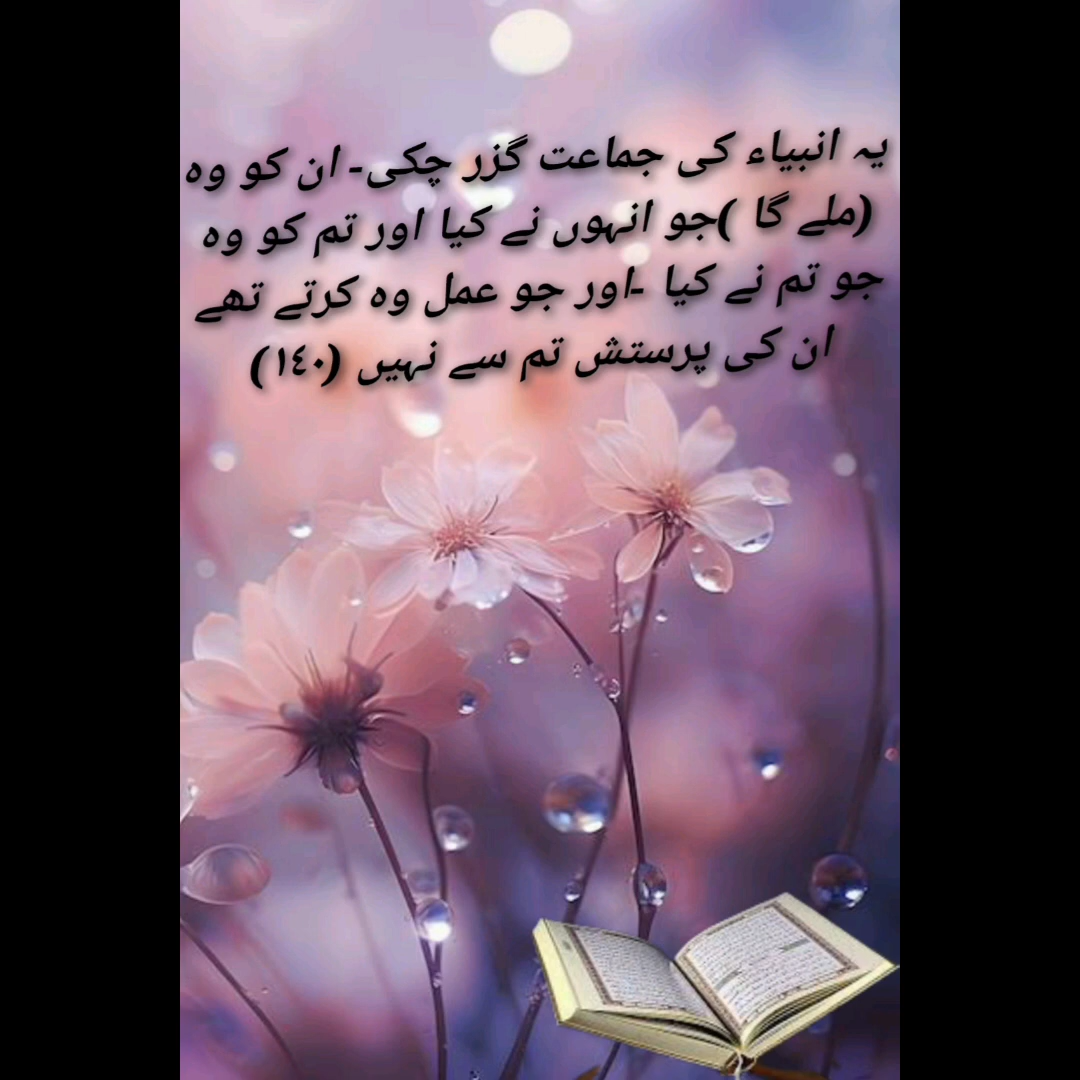 یہ انبیاء کی جماعت گزر چکی۔ ان کو وہ
(ملے گا )جو انہوں نے کیا اور تم کو وہ
جو تم نے کیا ۔اور جو عمل وہ کرتے تھے
ان کی پرستش تم سے نہیں (١٤٠)